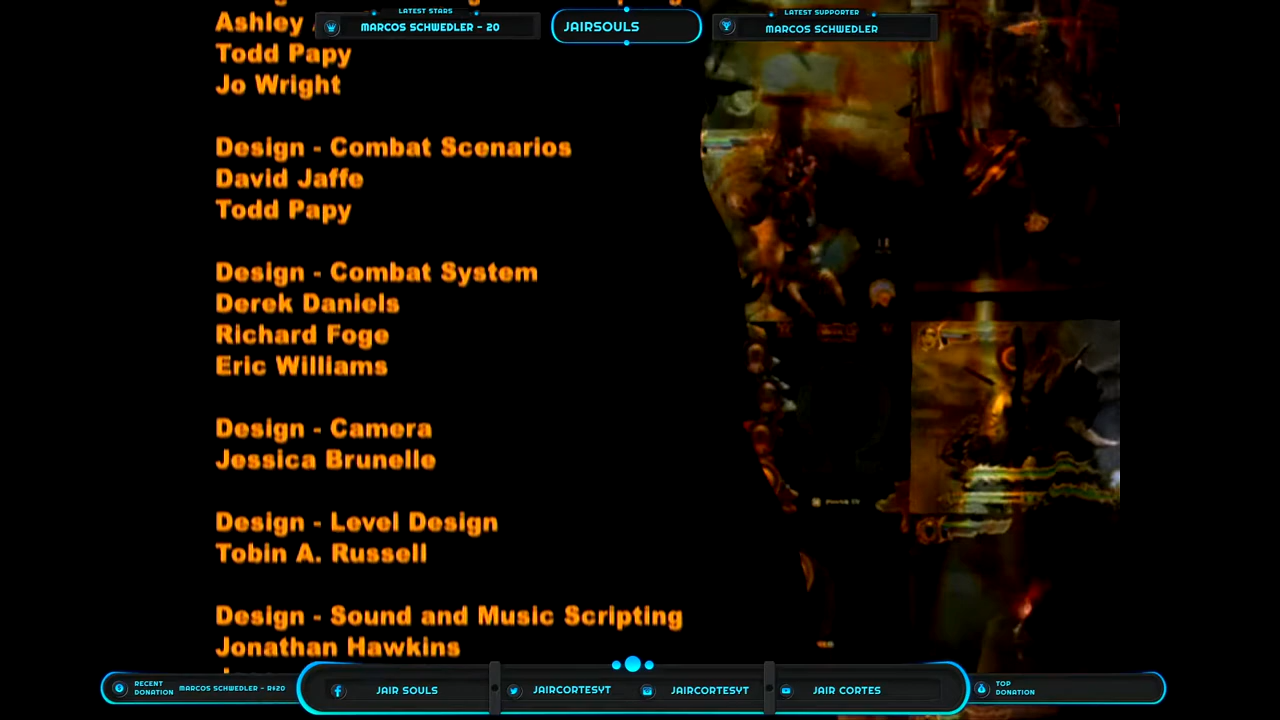 LATEST STARS
MARCOS SCHWEDLER - 20
JAIRSOULS
LATEST SUPPORTER
MARCOS SCHWEDLER
Ashley
Todd Papy
Jo Wright
Design - Combat Scenarios
David Jaffe
Todd Papy
Design - Combat System
Derek Daniels
Richard Foge
Eric Williams
Design - Camera
Jessica Brunelle
Design - Level Design
Tobin A. Russell
Design - Sound and Music Scripting
Jonathan Hawkins
RECENT DONATION
MARCOS SCHWEDLER - R$20
JAIR SOULS
JAIRCORTESYT
JAIRCORTESYT
JAIR CORTES
TOP DONATION